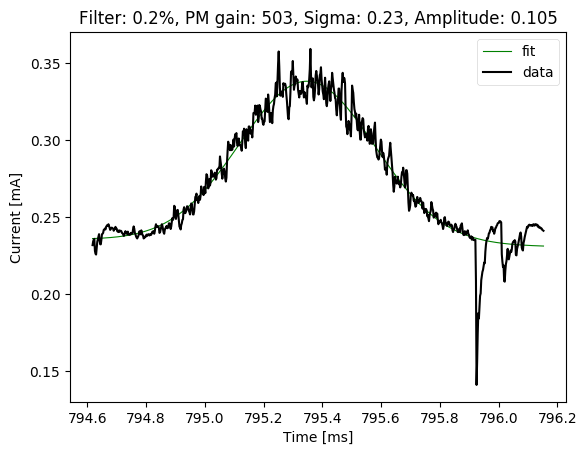 Filter: 0.2%, PM gain: 503, Sigma: 0.23, Amplitude: 0.105
fit
data
0.35
0.30
0.25
0.20
0.15
Current [mA]
794.6 794.8 795.0 795.2 795.4 795.6 795.8 796.0 796.2
Time [ms]